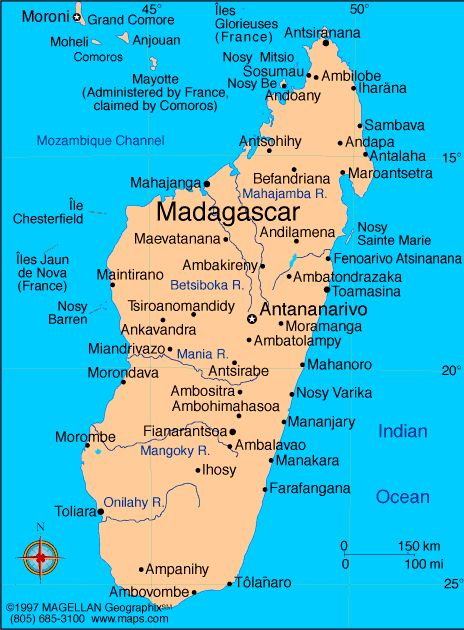 Îles
Glorieuses
(France)
50°
45°
Moroni
Grand Comore
Moheli
Anjouan
Comoros
Mayotte
(Administered by France,
claimed by Comoros)
Antsiranana
Nosy Mitsio
Sosumau
Ambilobe
Nosy Be
Andoany
Iharäna
Sambava
Mozambique Channel
Antsohihy
Andapa
Antalaha
15°
Befandriana
Maroantsetra
Mahajanga
Mahajamba R.
Île
Chesterfield
Madagascar
Andilamena
Nosy
Sainte Marie
Maevatanana
Îles Jaun
de Nova
(France)
Ambakireny
Fenoarivo Atsinanana
Maintirano
Betsiboka R.
Ambatondrazaka
Toamasina
Nosy
Barren
Tsiroanomandidy
Antananarivo
Ankavandra
Moramanga
Miandrivazo
Ambatolampy
Mania R.
Mahanoro
20°
Morondava
Antsirabe
Ambositra
Nosy Varika
Ambohimahasoa
Mananjary
Fianarantsoa
Indian
Morombe
Ambalavao
Mangoky R.
Manakara
Ihosy
Farafangana
Ocean
Onilahy R.
Toliara
N
0 150 km
0 100 mi
Ampanihy
Ambovombe
Tôlañaro
25°
©1997 MAGELLAN Geographix℠
(805) 685-3100 www.maps.com